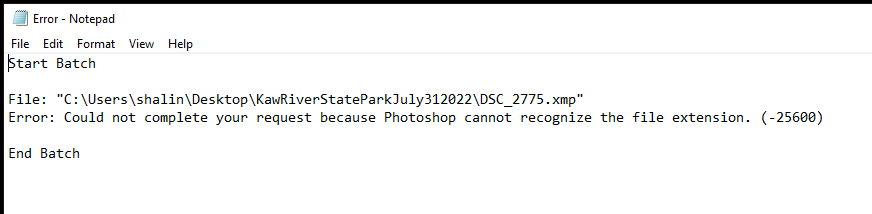 Error - Notepad
File Edit Format View Help
Start Batch
File: "C:\Users\shalin\Desktop\KawRiverStateParkJuly312022\DSC_2775.xmp"
Error: Could not complete your request because Photoshop cannot recognize the file extension. (-25600)
End Batch